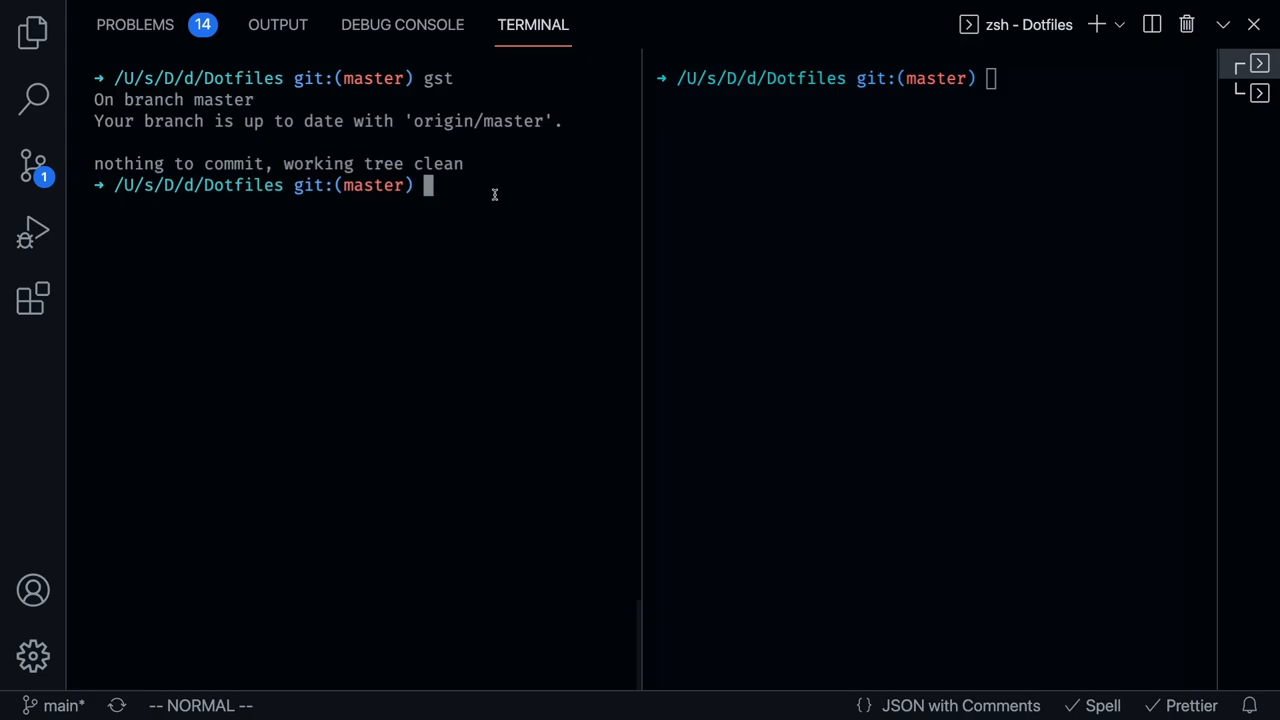 PROBLEMS 14 OUTPUT DEBUG CONSOLE TERMINAL zsh - Dotfiles
➜ /U/s/D/d/Dotfiles git:(master) gst
On branch master
Your branch is up to date with 'origin/master'.
nothing to commit, working tree clean
➜ /U/s/D/d/Dotfiles git:(master)
➜ /U/s/D/d/Dotfiles git:(master)
1
main* -- NORMAL -- {} JSON with Comments ✓ Spell ✓ Prettier